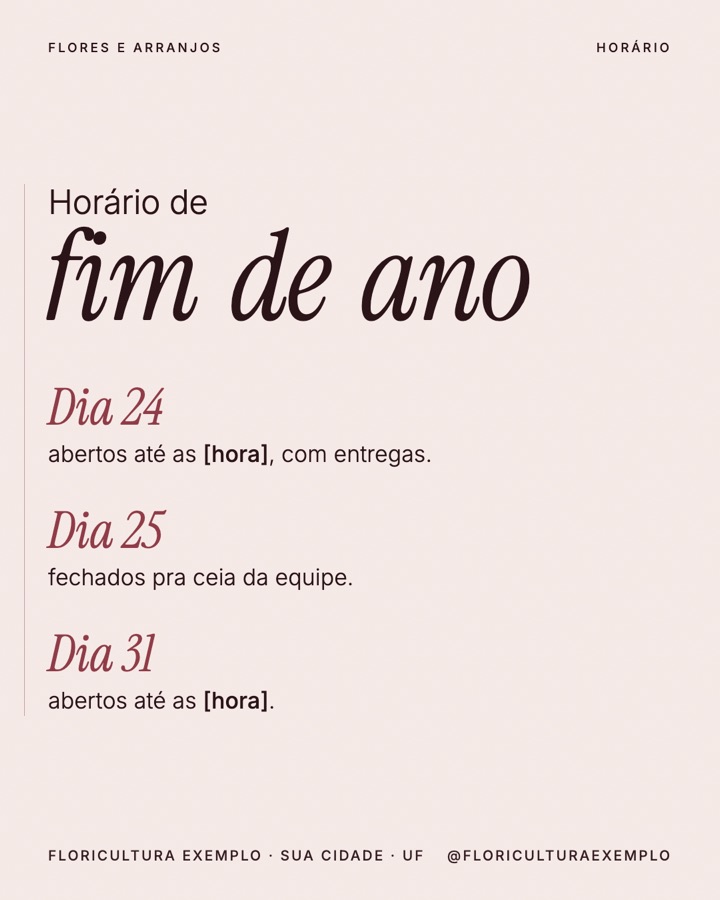 FLORES E ARRANJOS
HORÁRIO
Horário de
fim de ano
Dia 24
abertos até as [hora], com entregas.
Dia 25
fechados pra ceia da equipe.
Dia 31
abertos até as [hora].
FLORICULTURA EXEMPLO · SUA CIDADE · UF
@FLORICULTURAEXEMPLO